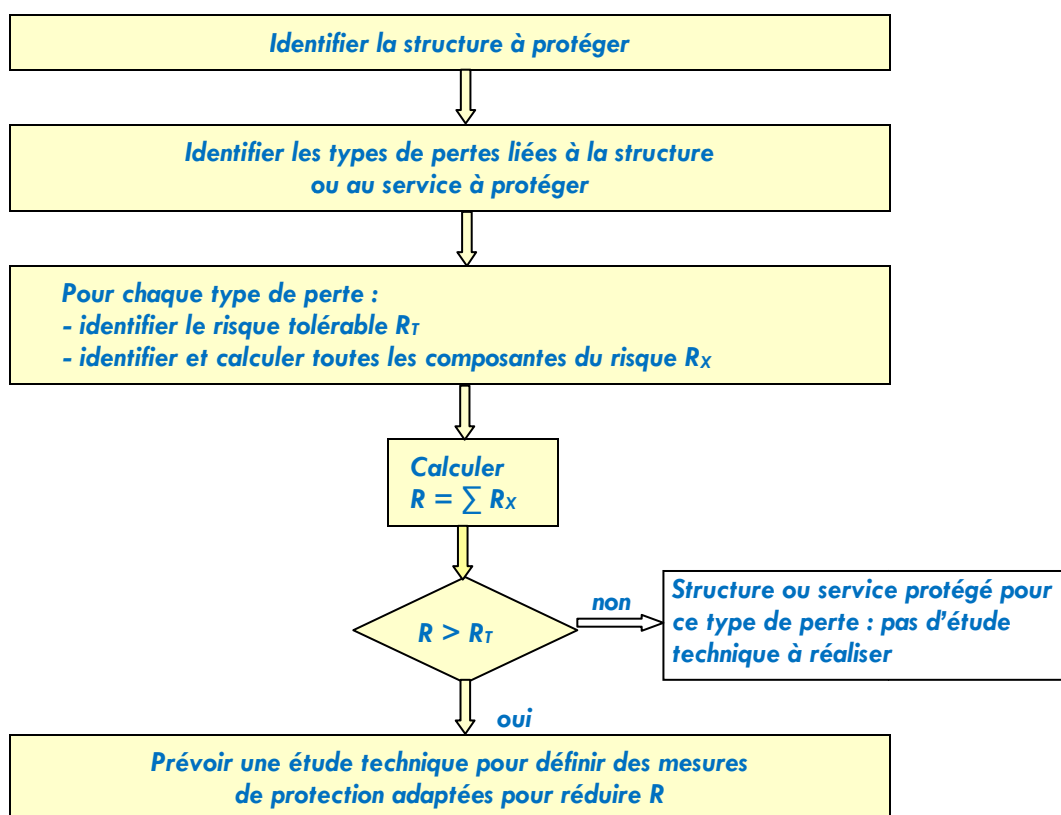 Identifier la structure à protéger
Identifier les types de pertes liées à la structure
ou au service à protéger
Pour chaque type de perte :
- identifier le risque tolérable RT
- identifier et calculer toutes les composantes du risque RX
Calculer
R = ∑ RX
R > RT
non
Structure ou service protégé pour
ce type de perte : pas d’étude
technique à réaliser
oui
Prévoir une étude technique pour définir des mesures
de protection adaptées pour réduire R